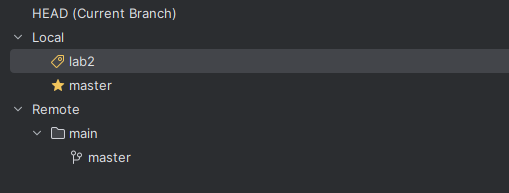 HEAD (Current Branch)
Local
lab2
master
Remote
main
master